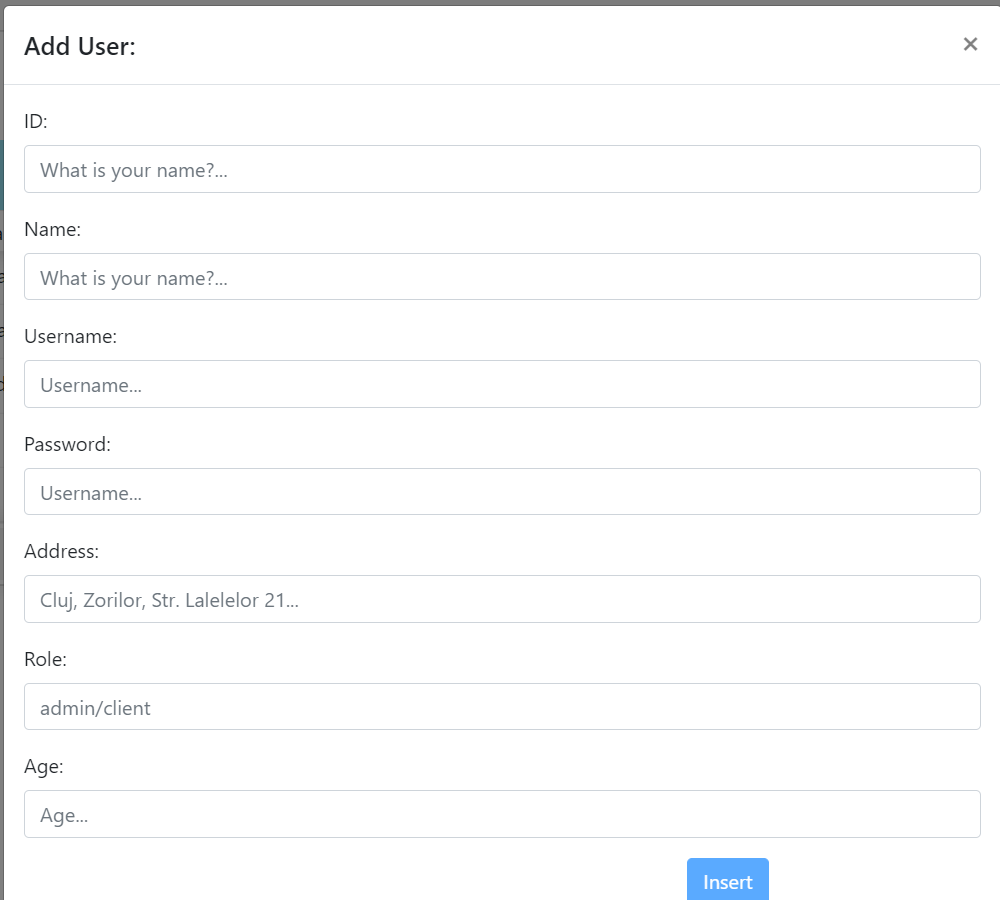 Add User:
×
ID:
What is your name?...
Name:
What is your name?...
Username:
Username...
Password:
Username...
Address:
Cluj, Zorilor, Str. Lalelelor 21...
Role:
admin/client
Age:
Age...
Insert